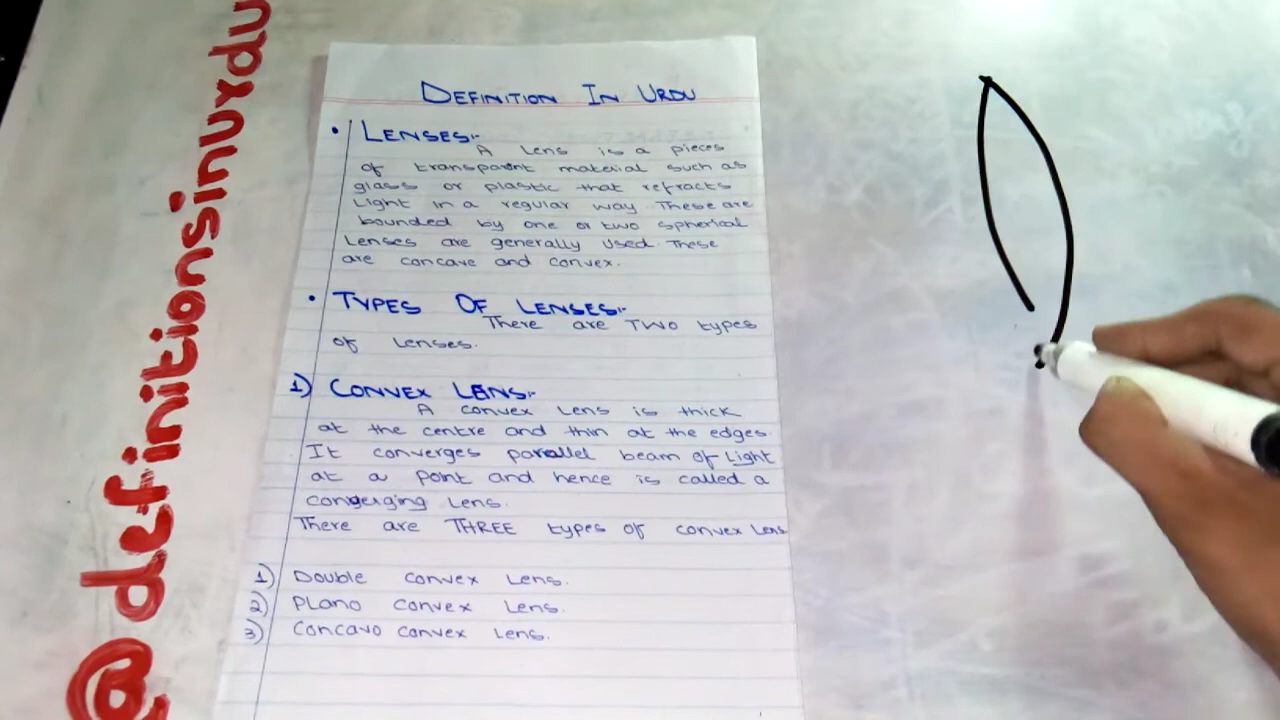 @definitionsinurdu
DEFINITION IN URDU
• LENSES:-
A Lens is a pieces
of transparent material such as
glass or plastic that refracts
Light in a regular way These are
bounded by one or two spherical
Lenses are generally used. These
are concave and convex.
• TYPES OF LENSES:-
There are TWO types
of Lenses.
1) CONVEX LENS:-
A convex Lens is thick
at the centre and thin at the edges
It converges parallel beam of Light
at a point and hence is called a
converging Lens.
There are THREE types of convex Lens
1) Double convex Lens.
2) Plano convex Lens.
3) Concavo convex Lens.